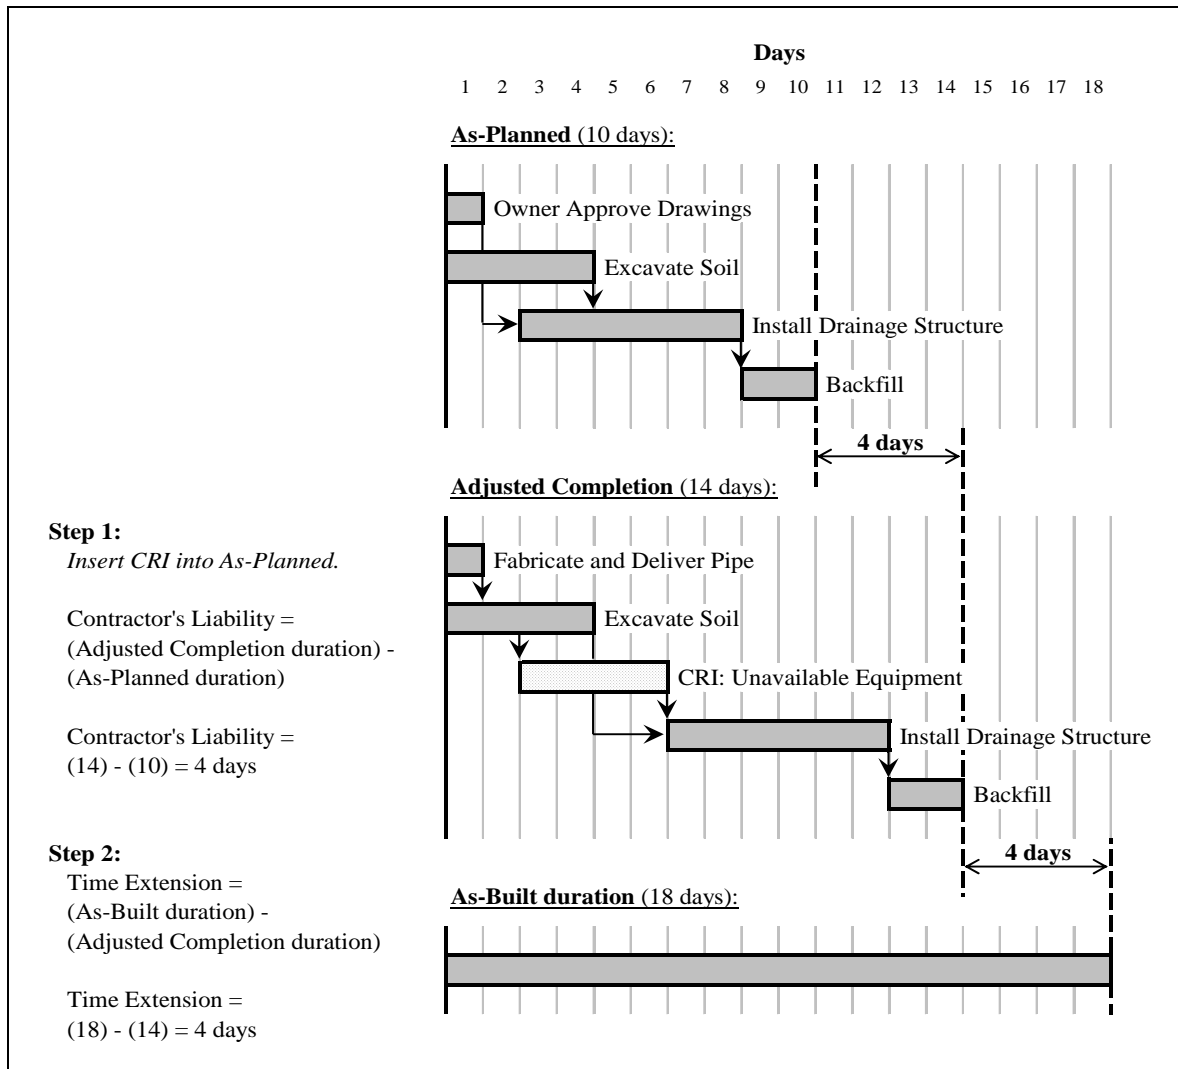 Days
1 2 3 4 5 6 7 8 9 10 11 12 13 14 15 16 17 18
As-Planned (10 days):
Owner Approve Drawings
Excavate Soil
Install Drainage Structure
Backfill
4 days
Adjusted Completion (14 days):
Step 1:
Insert CRI into As-Planned.
Fabricate and Deliver Pipe
Contractor's Liability =
(Adjusted Completion duration) -
(As-Planned duration)
Excavate Soil
CRI: Unavailable Equipment
Contractor's Liability =
(14) - (10) = 4 days
Install Drainage Structure
Backfill
Step 2:
4 days
Time Extension =
(As-Built duration) -
(Adjusted Completion duration)
As-Built duration (18 days):
Time Extension =
(18) - (14) = 4 days